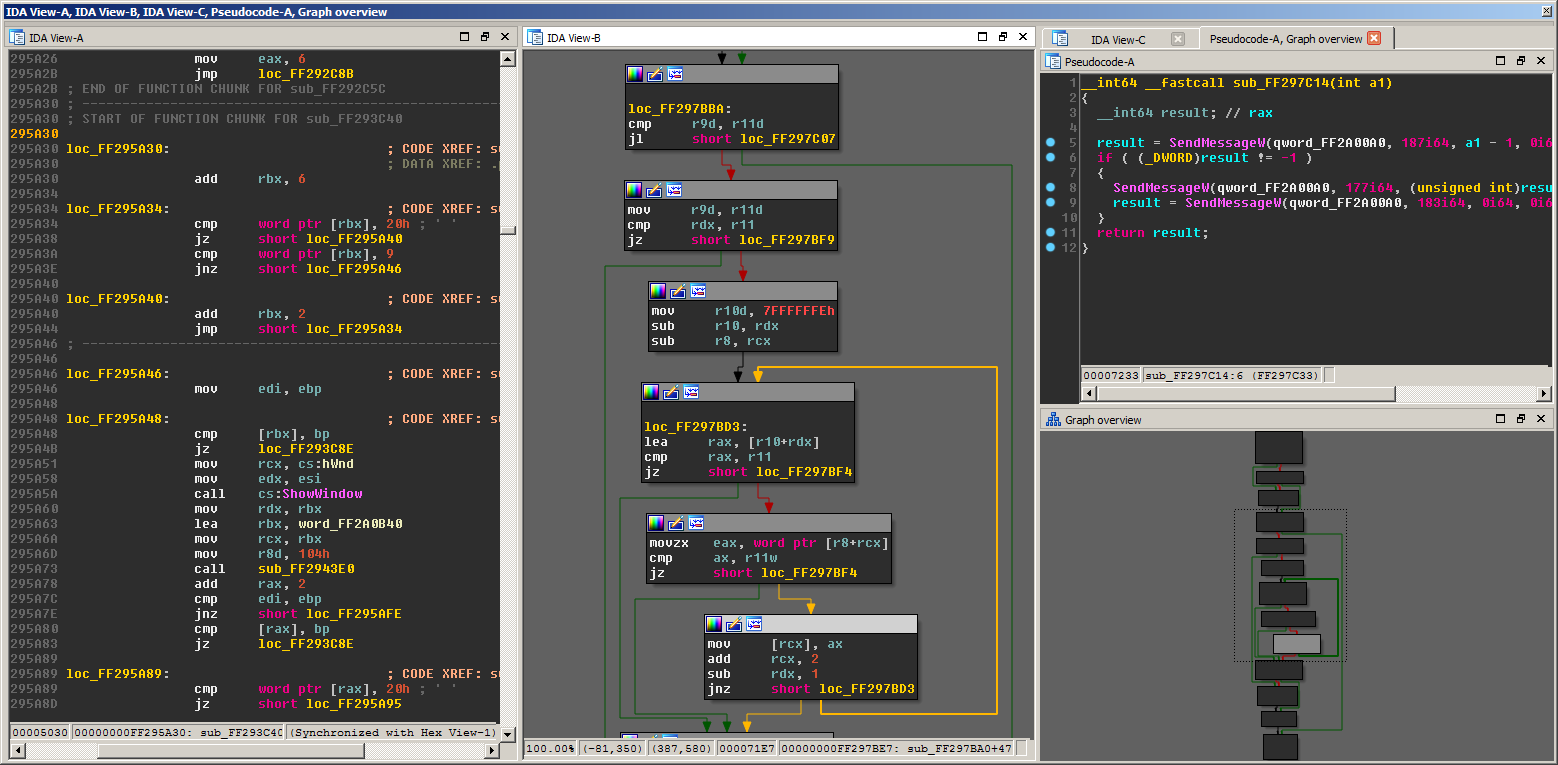 IDA View-A, IDA View-B, IDA View-C, Pseudocode-A, Graph overview
IDA View-A
295A26 mov eax, 6
295A2B jmp loc_FF292C8B
295A2B ; END OF FUNCTION CHUNK FOR sub_FF292C5C
295A30 ; ----------------------------------------------------
295A30 ; START OF FUNCTION CHUNK FOR sub_FF293C40
295A30
295A30 loc_FF295A30: ; CODE XREF: s
295A30 ; DATA XREF: .
295A30 add rbx, 6
295A34
295A34 loc_FF295A34: ; CODE XREF: s
295A34 cmp word ptr [rbx], 20h ; ' '
295A38 jz short loc_FF295A40
295A3A cmp word ptr [rbx], 9
295A3E jnz short loc_FF295A46
295A40
295A40 loc_FF295A40: ; CODE XREF: s
295A40 add rbx, 2
295A44 jmp short loc_FF295A34
295A46 ; ----------------------------------------------------
295A46
295A46 loc_FF295A46: ; CODE XREF: s
295A46 mov edi, ebp
295A48
295A48 loc_FF295A48: ; CODE XREF: s
295A48 cmp [rbx], bp
295A4B jz loc_FF293C8E
295A51 mov rcx, cs:hWnd
295A58 mov edx, esi
295A5A call cs:ShowWindow
295A60 mov rdx, rbx
295A63 lea rbx, word_FF2A0B40
295A6A mov rcx, rbx
295A6D mov r8d, 104h
295A73 call sub_FF2943E0
295A78 add rax, 2
295A7C cmp edi, ebp
295A7E jnz short loc_FF295AFE
295A80 cmp [rax], bp
295A83 jz loc_FF293C8E
295A89
295A89 loc_FF295A89: ; CODE XREF: s
295A89 cmp word ptr [rax], 20h ; ' '
295A8D jz short loc_FF295A95
00005030 00000000FF295A30: sub_FF293C40 (Synchronized with Hex View-1)
IDA View-B
loc_FF297BBA:
cmp r9d, r11d
jl short loc_FF297C07
mov r9d, r11d
cmp rdx, r11
jz short loc_FF297BF9
mov r10d, 7FFFFFFEh
sub r10, rdx
sub r8, rcx
loc_FF297BD3:
lea rax, [r10+rdx]
cmp rax, r11
jz short loc_FF297BF4
movzx eax, word ptr [r8+rcx]
cmp ax, r11w
jz short loc_FF297BF4
mov [rcx], ax
add rcx, 2
sub rdx, 1
jnz short loc_FF297BD3
100.00% (-81,350) (387,580) 000071E7 00000000FF297BE7: sub_FF297BA0+47
IDA View-C
Pseudocode-A, Graph overview
Pseudocode-A
1 __int64 __fastcall sub_FF297C14(int a1)
2 {
3 __int64 result; // rax
4
5 result = SendMessageW(qword_FF2A00A0, 187i64, a1 - 1, 0i6
6 if ( (_DWORD)result != -1 )
7 {
8 SendMessageW(qword_FF2A00A0, 177i64, (unsigned int)resu
9 result = SendMessageW(qword_FF2A00A0, 183i64, 0i64, 0i6
10 }
11 return result;
12 }
00007233 sub_FF297C14:6 (FF297C33)
Graph overview